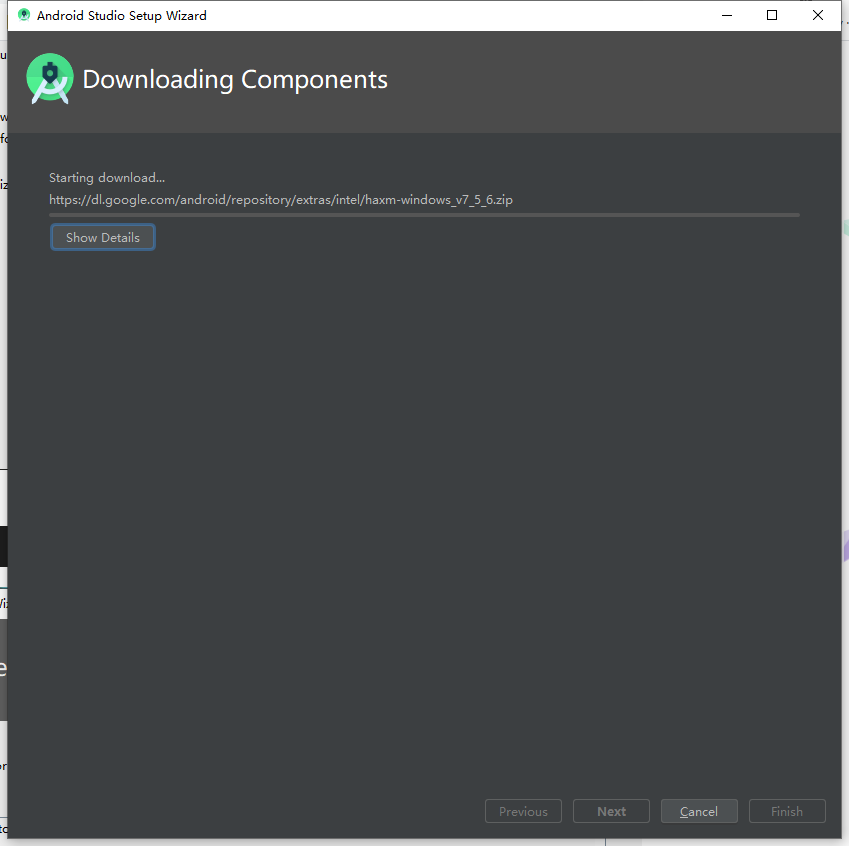 Android Studio Setup Wizard
Downloading Components
Starting download...
https://dl.google.com/android/repository/extras/intel/haxm-windows_v7_5_6.zip
Show Details
Previous
Next
Cancel
Finish